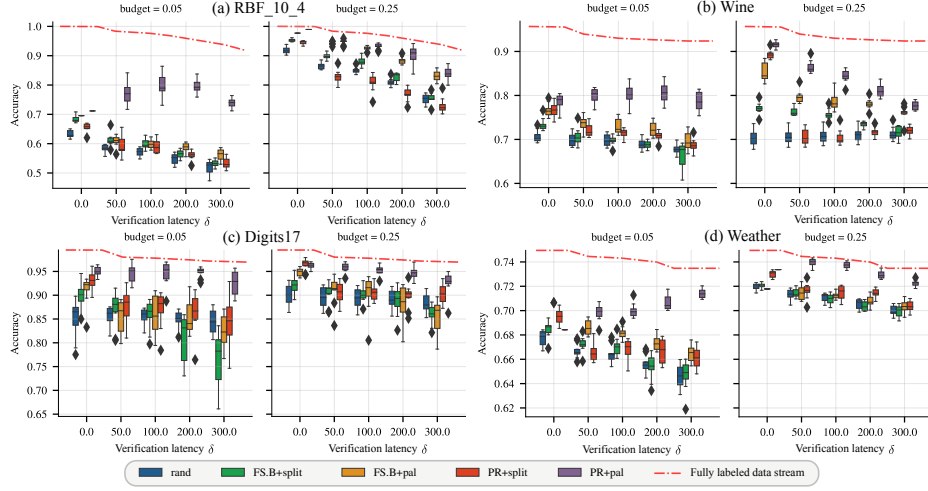 (a) RBF_10_4
budget = 0.05
budget = 0.25
Accuracy
1.0
0.9
0.8
0.7
0.6
0.5
0.0 50.0 100.0 200.0 300.0
0.0 50.0 100.0 200.0 300.0
Verification latency δ
Verification latency δ
(b) Wine
budget = 0.05
budget = 0.25
Accuracy
0.9
0.8
0.7
0.6
0.0 50.0 100.0 200.0 300.0
0.0 50.0 100.0 200.0 300.0
Verification latency δ
Verification latency δ
(c) Digits17
budget = 0.05
budget = 0.25
Accuracy
0.95
0.90
0.85
0.80
0.75
0.70
0.65
0.0 50.0 100.0 200.0 300.0
0.0 50.0 100.0 200.0 300.0
Verification latency δ
Verification latency δ
(d) Weather
budget = 0.05
budget = 0.25
Accuracy
0.74
0.72
0.70
0.68
0.66
0.64
0.62
0.0 50.0 100.0 200.0 300.0
0.0 50.0 100.0 200.0 300.0
Verification latency δ
Verification latency δ
rand FS.B+split FS.B+pal PR+split PR+pal Fully labeled data stream